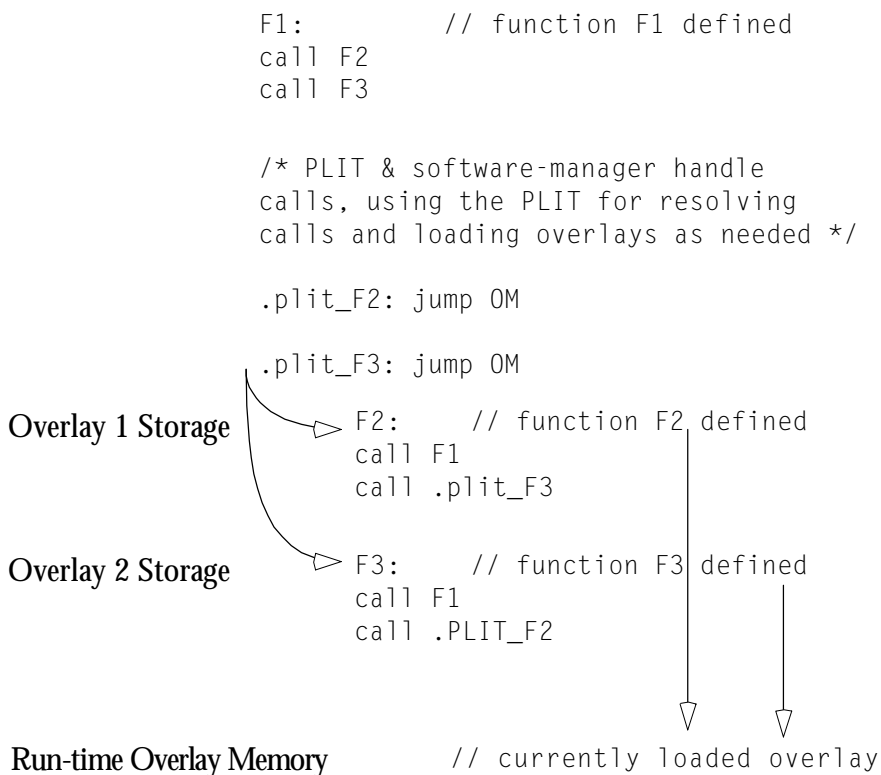 F1: // function F1 defined
call F2
call F3
/* PLIT & software-manager handle
calls, using the PLIT for resolving
calls and loading overlays as needed */
.plit_F2: jump OM
.plit_F3: jump OM
Overlay 1 Storage F2: // function F2 defined
call F1
call .plit_F3
Overlay 2 Storage F3: // function F3 defined
call F1
call .PLIT_F2
Run-time Overlay Memory // currently loaded overlay